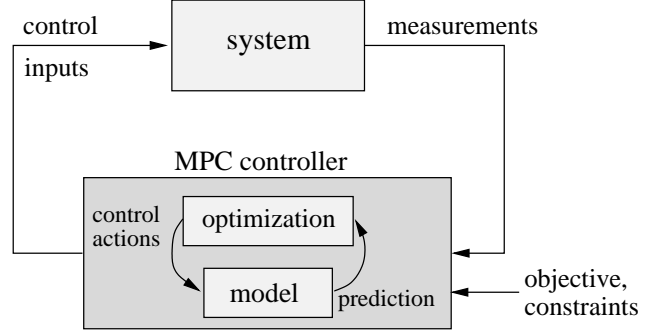 control
inputs
system
measurements
MPC controller
control
actions
optimization
model
prediction
objective,
constraints